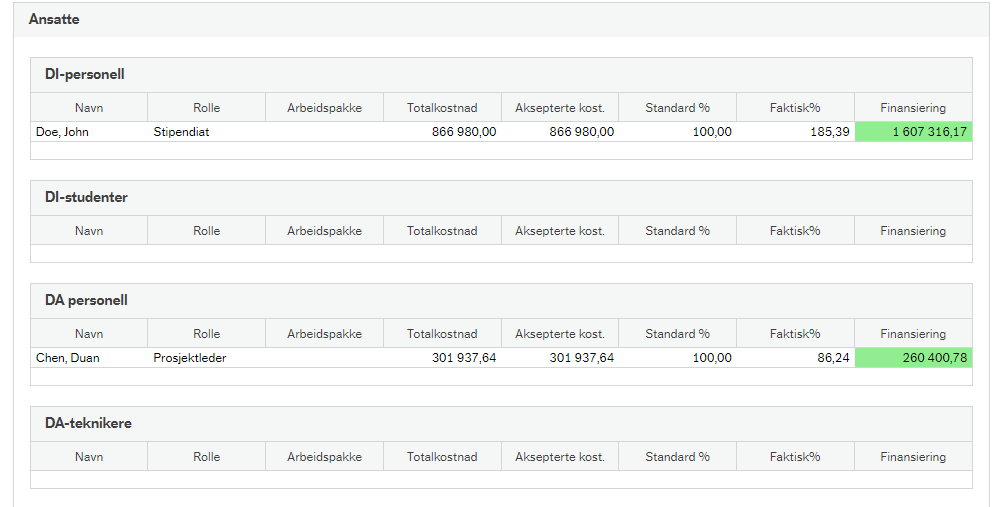 Ansatte
DI-personell
Navn Rolle Arbeidspakke Totalkostnad Aksepterte kost. Standard % Faktisk% Finansiering
Doe, John Stipendiat 866 980,00 866 980,00 100,00 185,39 1 607 316,17
DI-studenter
Navn Rolle Arbeidspakke Totalkostnad Aksepterte kost. Standard % Faktisk% Finansiering
DA personell
Navn Rolle Arbeidspakke Totalkostnad Aksepterte kost. Standard % Faktisk% Finansiering
Chen, Duan Prosjektleder 301 937,64 301 937,64 100,00 86,24 260 400,78
DA-teknikere
Navn Rolle Arbeidspakke Totalkostnad Aksepterte kost. Standard % Faktisk% Finansiering